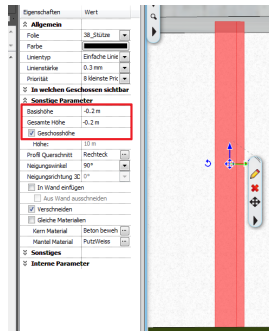 Eigenschaften Wert
Allgemein
Folie 38_Stütze
Farbe
Linientyp Einfache Linie
Linienstärke 0.3 mm
Priorität 8 kleinste Pric
In welchen Geschossen sichtbar
Sonstige Parameter
Basishöhe -0.2 m
Gesamte Höhe -0.2 m
Geschosshöhe
Höhe: 10 m
Profil Querschnitt Rechteck
Neigungswinkel 90°
Neigungsrichtung 3D 0°
In Wand einfügen
Aus Wand ausschneiden
Verschneiden
Gleiche Materialien
Kern Material Beton bewehr
Mantel Material PutzWeiss
Sonstiges
Interne Parameter